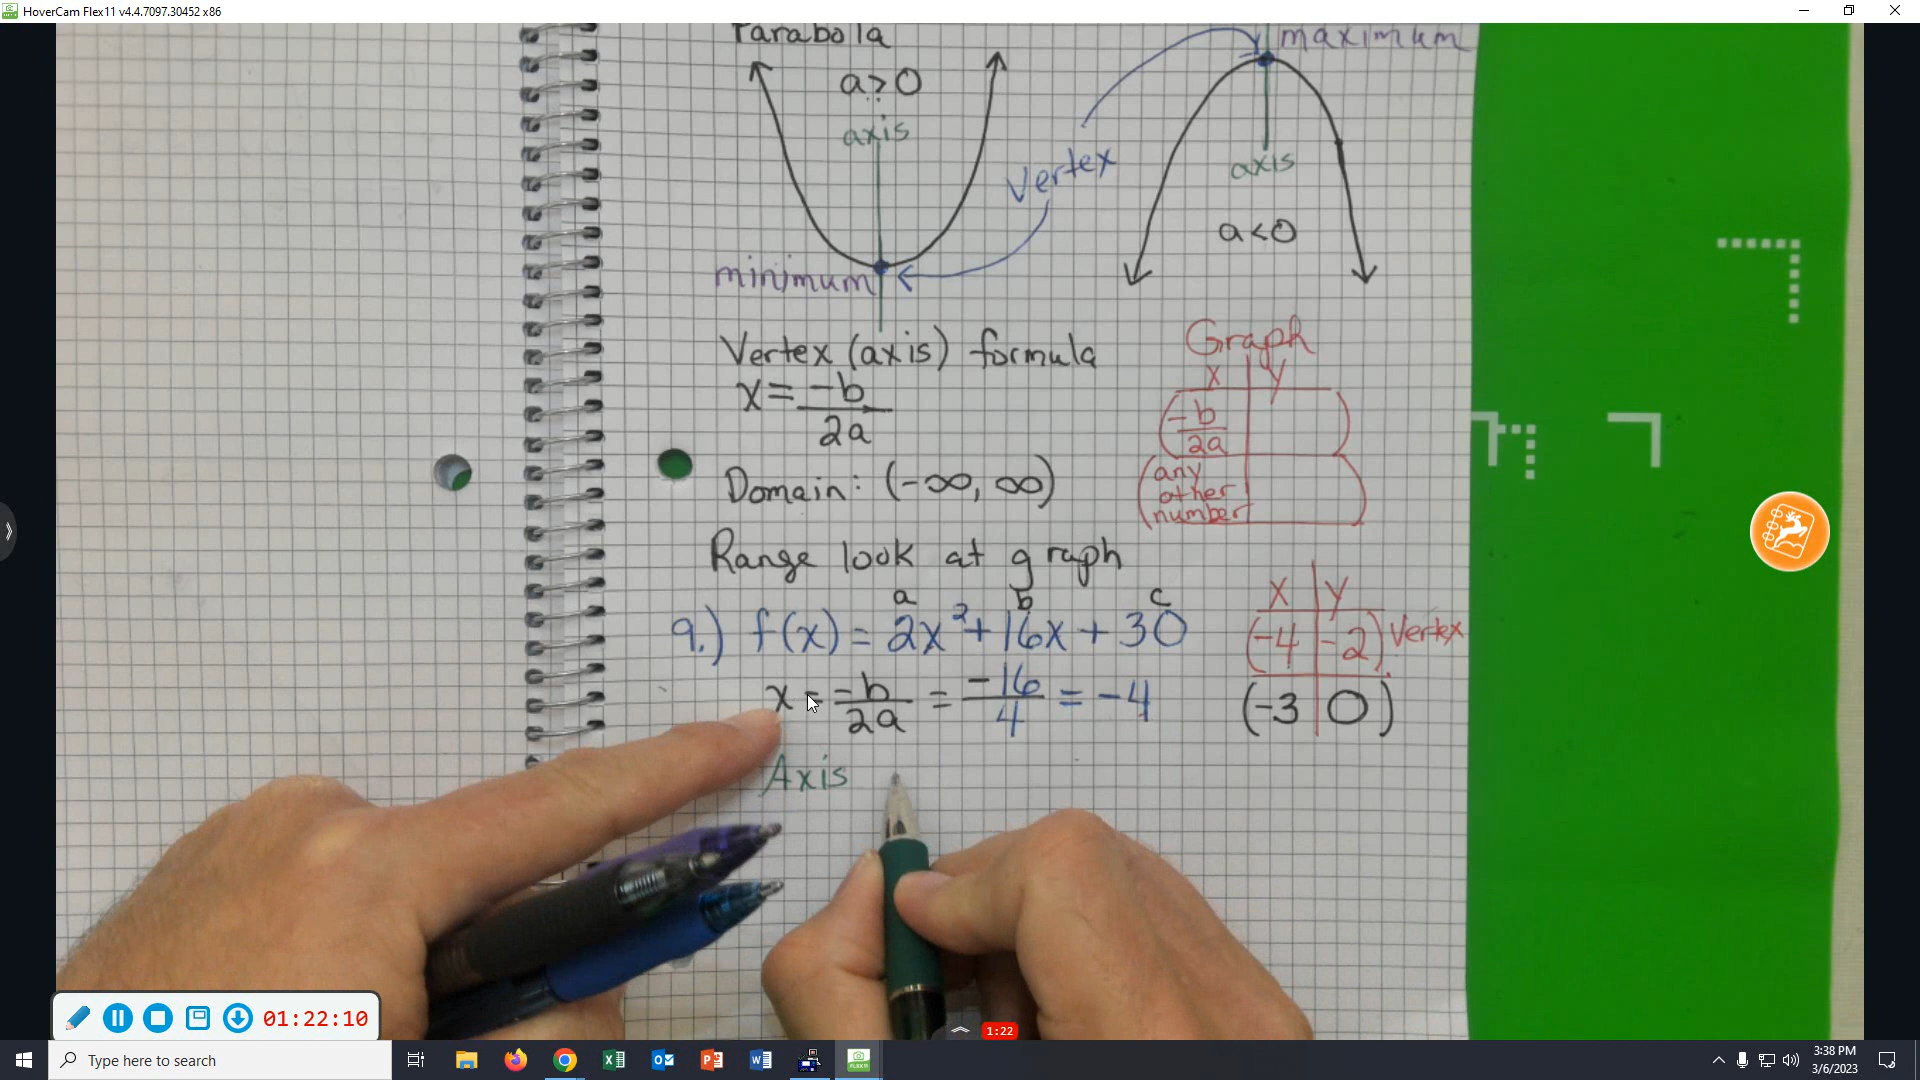 HoverCam Flex11 v4.4.7097.30452 x86
Parabola
maximum
a > 0
axis
Vertex
axis
a < 0
minimum
Vertex (axis) formula
x = -b
2a
Graph
x y
-b
2a
any
other
number
Domain: (-∞, ∞)
Range look at graph
a b c
9.) f(x) = 2x² + 16x + 30
x y
(-4 -2) Vertex
x = -b = -16 = -4
2a 4
(-3 0)
Axis
01:22:10
1:22
Type here to search
3:38 PM
3/6/2023